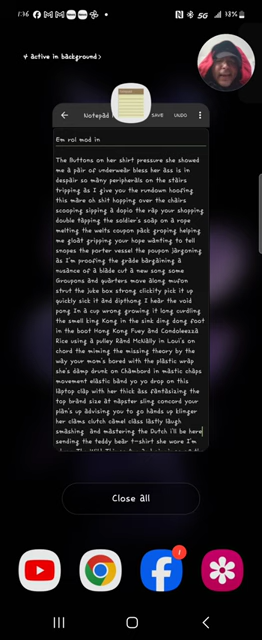 1:16
5G
13%
4 active in background >
Notepad
SAVE
UNDO
Em rol mod in
The Buttons on her shirt pressure she showed
me a pair of underwear bless her ass is in
despair so many peripherals on the stairs
tripping as I give you the rundown hoofing
this mare oh shit hopping over the chairs
scooping sipping a dopio the rap your shopping
double tapping the soldier's soap on a rope
melting the welts coupon pack groping helping
me gloat gripping your hope wanting to tell
snopes the porter vessel the poupon jargoning
as I'm proofing the grade bargaining a
nuisance of a blade cut a new song some
Groupons and quarters move along mufon
strut the juke box strong clickity pick it up
quickly sick it and dipthong I hear the void
pong In a cup wrong growing it long curdling
the smell king Kong in the sink ding dong foot
in the boot Hong Kong Fuey and Condoleezza
Rice using a pulley Rand McNally in Loui's on
chord the miming the missing theory by the
way your mom's bored with the plastic wrap
she's damp drunk on Chambord in mastic chaps
movement elastic band yo yo drop on this
laptop clap with her thick ass fantasizing the
top brand size at napster sling concord your
plan's up advising you to go hands up klinger
her clams clutch camel class lastly laugh
smashing and mastering the Dutch i'll be here
sending the teddy bear t-shirt she wore I'm
Close all